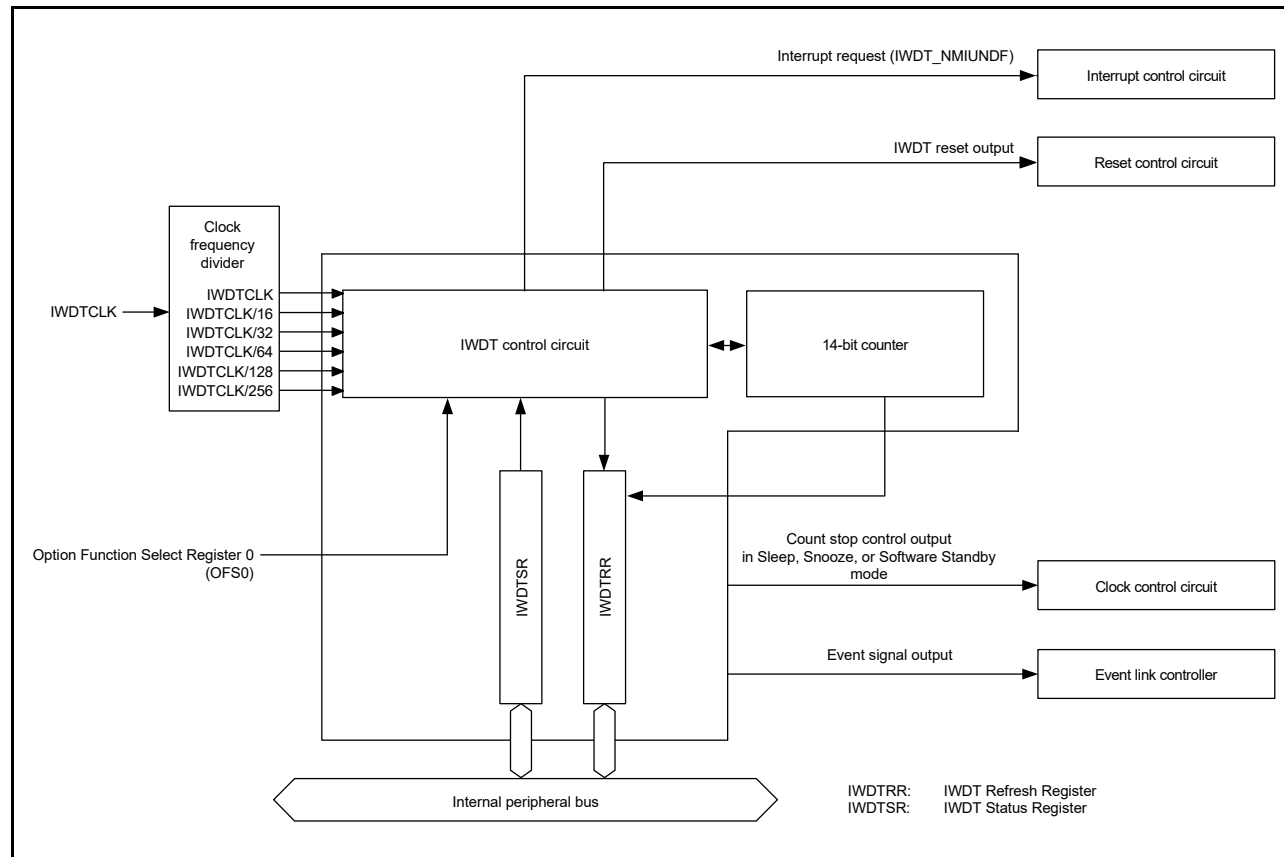 Interrupt request (IWDT_NMIUNDF)
Interrupt control circuit
IWDT reset output
Reset control circuit
Clock
frequency
divider
IWDTCLK
IWDTCLK
IWDTCLK/16
IWDTCLK/32
IWDTCLK/64
IWDTCLK/128
IWDTCLK/256
IWDT control circuit
14-bit counter
Option Function Select Register 0
(OFS0)
IWDTSR
IWDTRR
Count stop control output
in Sleep, Snooze, or Software Standby
mode
Clock control circuit
Event signal output
Event link controller
Internal peripheral bus
IWDTRR: IWDT Refresh Register
IWDTSR: IWDT Status Register